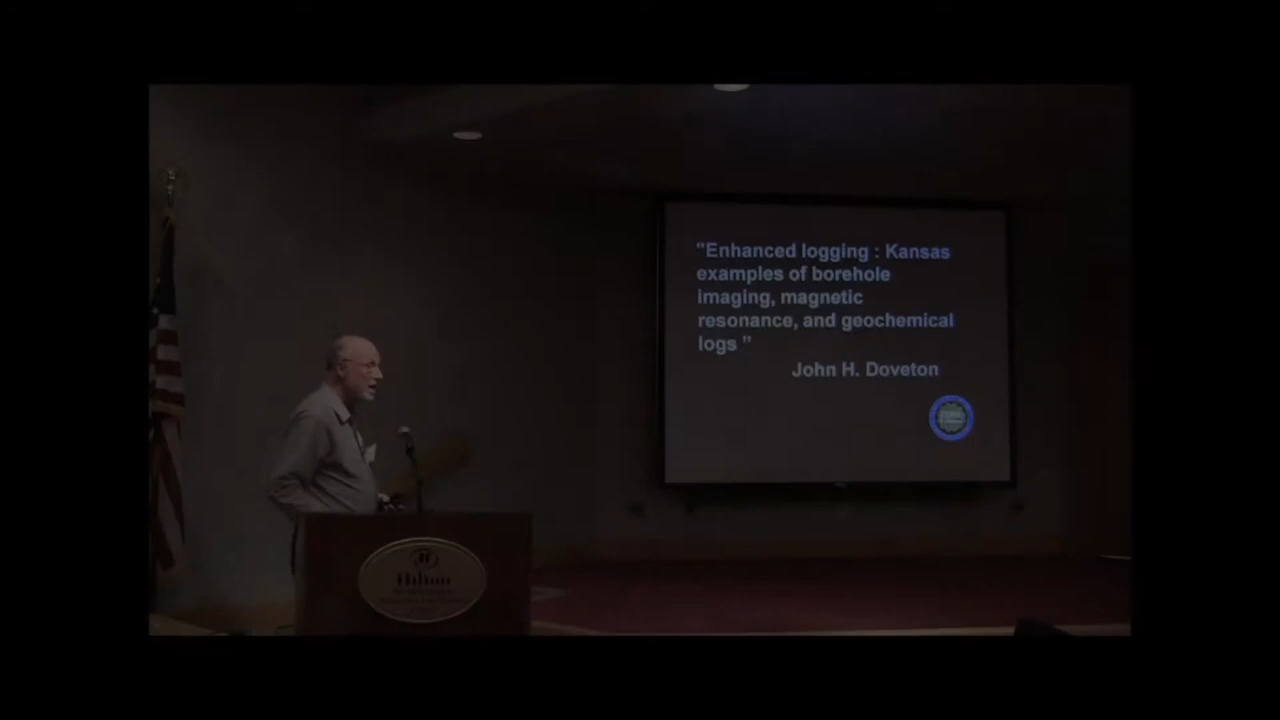 "Enhanced logging : Kansas
examples of borehole
imaging, magnetic
resonance, and geochemical
logs ”
John H. Doveton
Hilton